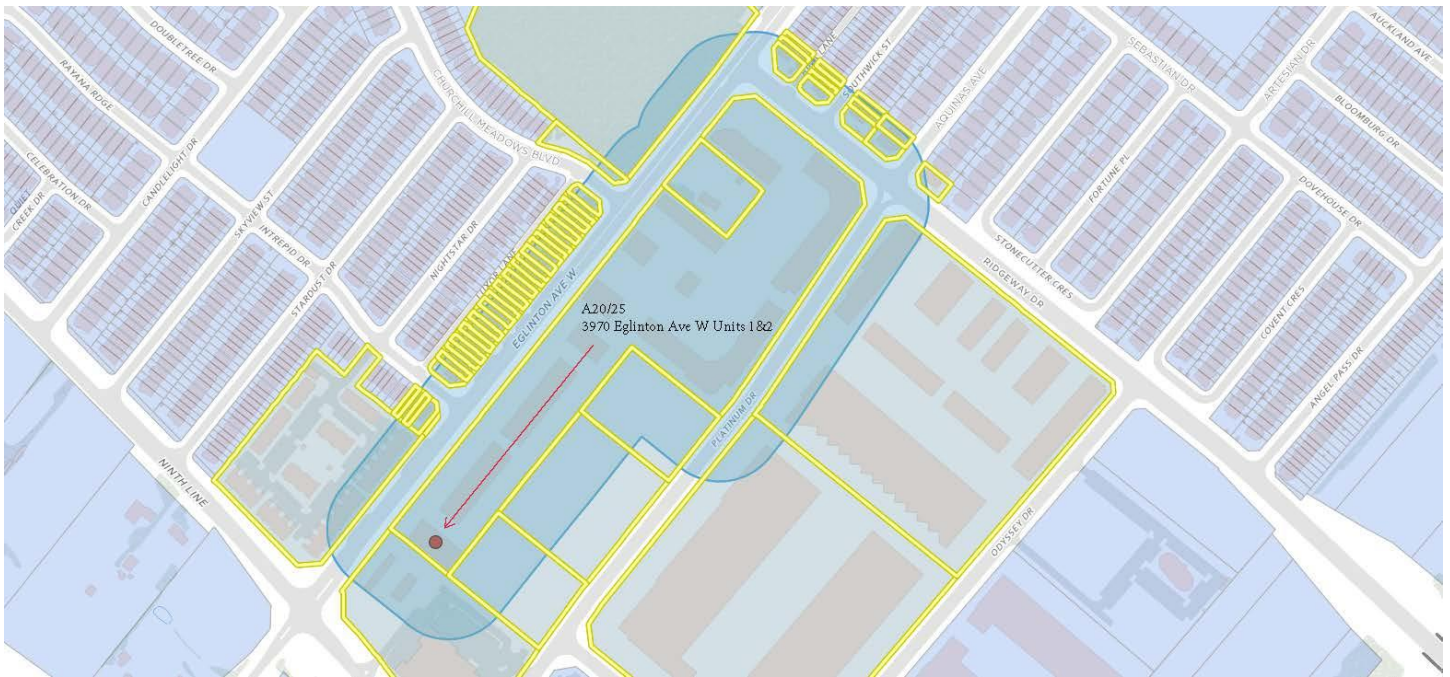 DOUBLETREE DR
RAYANA RDGE
CHURCHILL MEADOWS BLVD
CANDLELIGHT DR
CELEBRATION DR
QUIET
CREEK DR
SKYVIEW ST
INTREPID DR
STARDUST DR
NIGHTSTAR DR
EGLINTON AVE W
NINTH LINE
A20/25
3970 Eglinton Ave W Units 1&2
PLATINUM DR
LANE
SOUTHWICK ST
AQUINAS AVE
SEBASTIAN DR
ARTESIAN DR
AUCKLAND AVE
BLOOMBURG DR
FORTUNE PL
DOVEHOUSE DR
STONECUTTER CRES
RIDGEWAY DR
COVENT CRES
ANGEL PASS DR
ODYSSEY DR